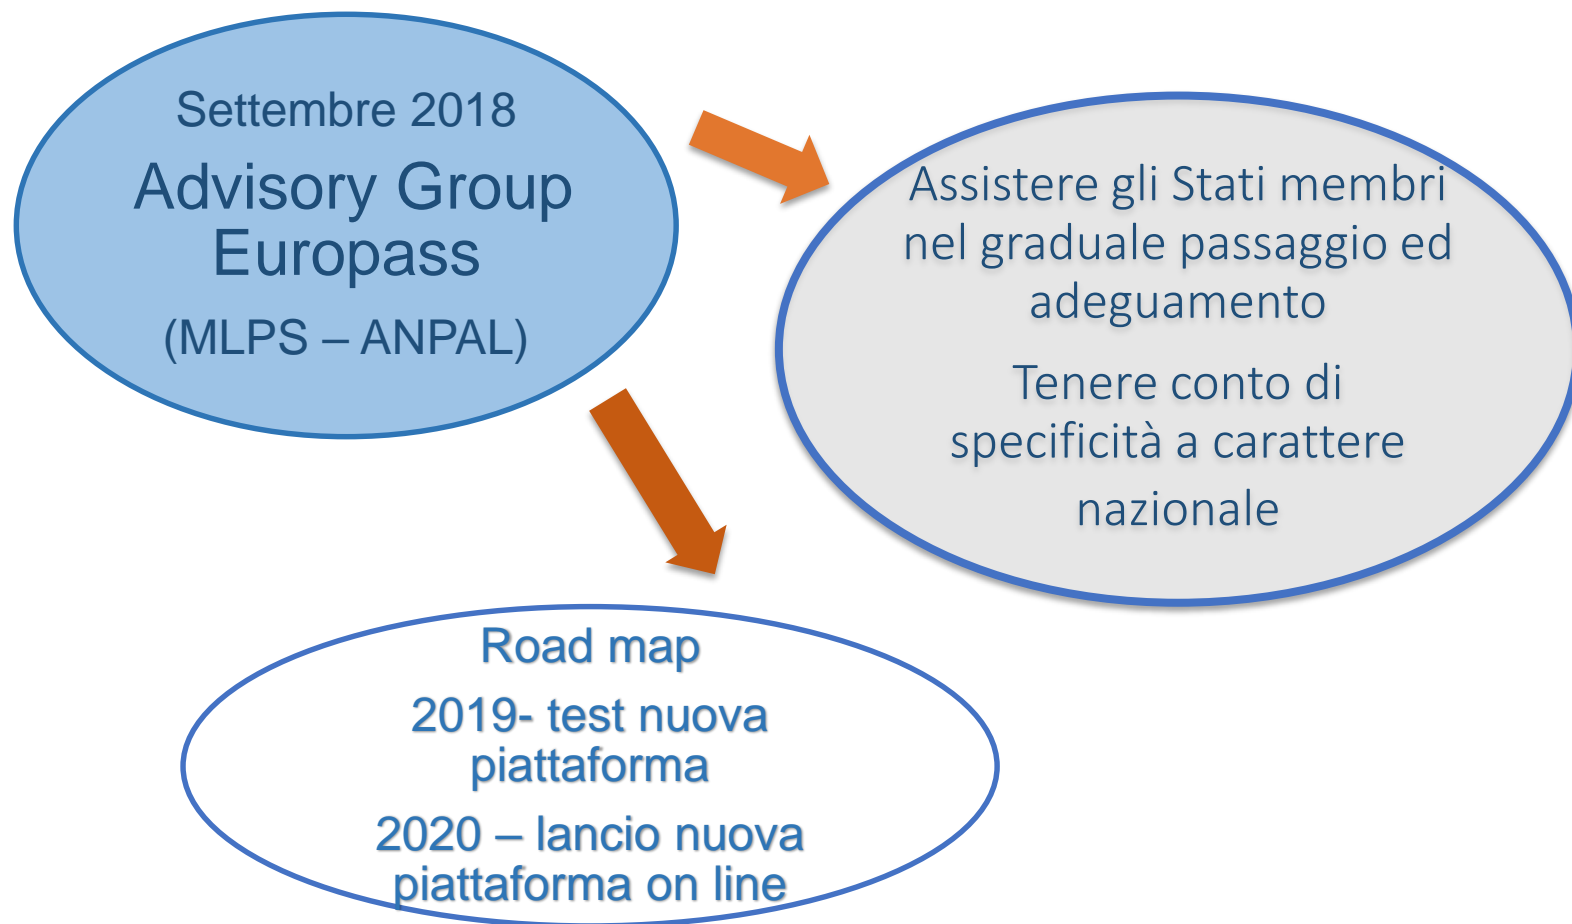 Settembre 2018
Advisory Group
Europass
(MLPS – ANPAL)
Assistere gli Stati membri
nel graduale passaggio ed
adeguamento
Tenere conto di
specificità a carattere
nazionale
Road map
2019- test nuova
piattaforma
2020 – lancio nuova
piattaforma on line